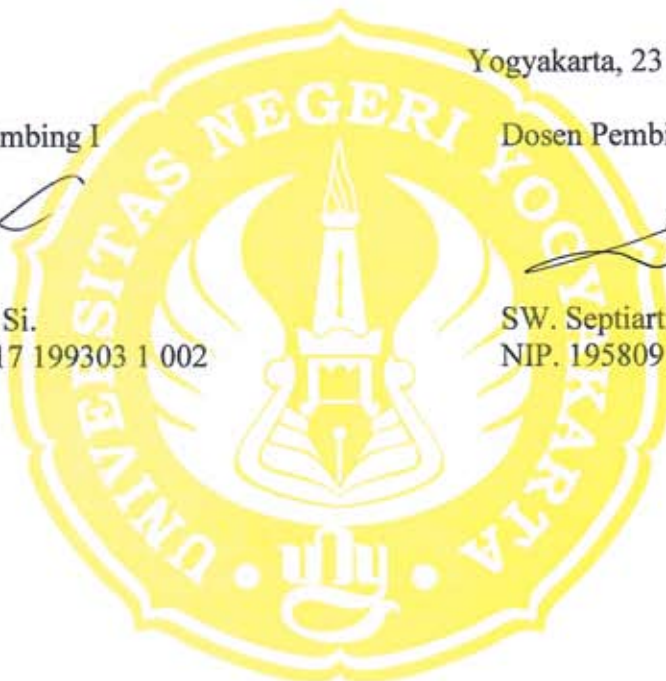 Yogyakarta, 23
mbing I
Dosen Pembi
Si.
17 199303 1 002
SW. Septiart
NIP. 195809
UNIVERSITAS NEGERI YOGYAKARTA
uny